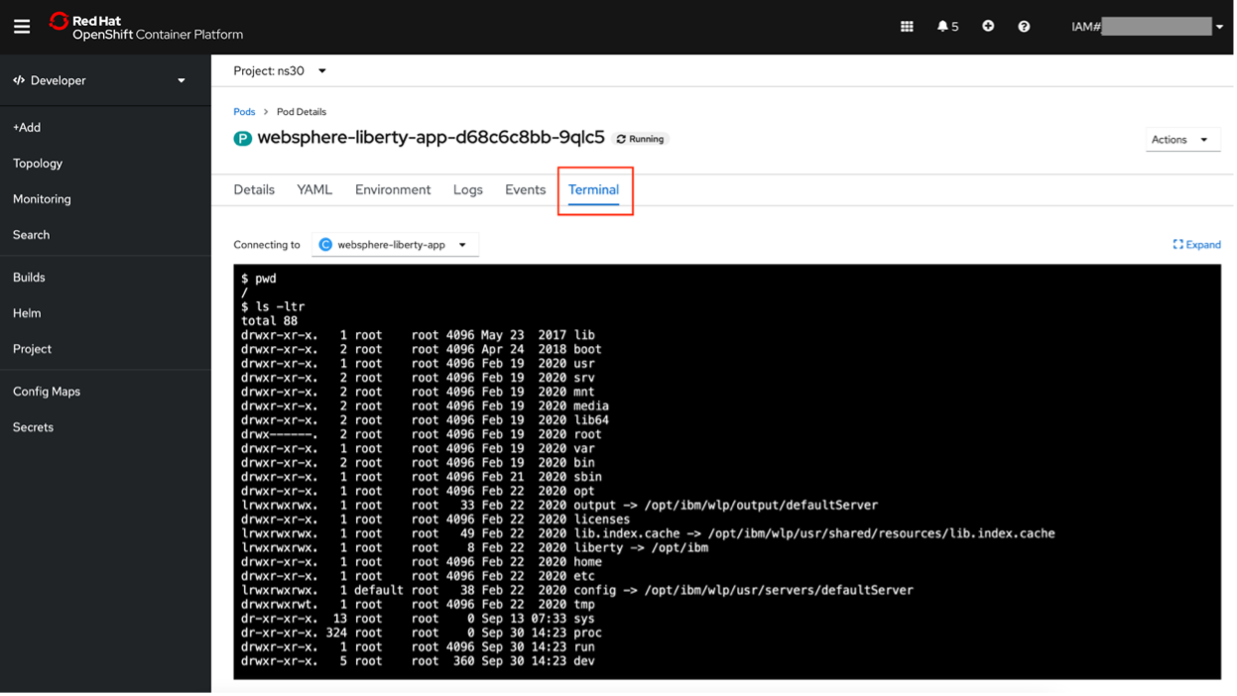 Red Hat
OpenShift Container Platform
5
IAM#
Developer
Project: ns30
+Add
Topology
Monitoring
Search
Builds
Helm
Project
Config Maps
Secrets
Pods > Pod Details
P websphere-liberty-app-d68c6c8bb-9qlc5 Running
Actions
Details YAML Environment Logs Events Terminal
Connecting to C websphere-liberty-app
Expand
$ pwd
/
$ ls -ltr
total 88
drwxr-xr-x. 1 root root 4096 May 23 2017 lib
drwxr-xr-x. 2 root root 4096 Apr 24 2018 boot
drwxr-xr-x. 1 root root 4096 Feb 19 2020 usr
drwxr-xr-x. 2 root root 4096 Feb 19 2020 srv
drwxr-xr-x. 2 root root 4096 Feb 19 2020 mnt
drwxr-xr-x. 2 root root 4096 Feb 19 2020 media
drwxr-xr-x. 2 root root 4096 Feb 19 2020 lib64
drwx------. 2 root root 4096 Feb 19 2020 root
drwxr-xr-x. 1 root root 4096 Feb 19 2020 var
drwxr-xr-x. 2 root root 4096 Feb 19 2020 bin
drwxr-xr-x. 1 root root 4096 Feb 21 2020 sbin
drwxr-xr-x. 1 root root 4096 Feb 22 2020 opt
lrwxrwxrwx. 1 root root 33 Feb 22 2020 output -> /opt/ibm/wlp/output/defaultServer
drwxr-xr-x. 1 root root 4096 Feb 22 2020 licenses
lrwxrwxrwx. 1 root root 49 Feb 22 2020 lib.index.cache -> /opt/ibm/wlp/usr/shared/resources/lib.index.cache
lrwxrwxrwx. 1 root root 8 Feb 22 2020 liberty -> /opt/ibm
drwxr-xr-x. 1 root root 4096 Feb 22 2020 home
drwxr-xr-x. 1 root root 4096 Feb 22 2020 etc
lrwxrwxrwx. 1 default root 38 Feb 22 2020 config -> /opt/ibm/wlp/usr/servers/defaultServer
drwxrwxrwt. 1 root root 4096 Feb 22 2020 tmp
dr-xr-xr-x. 13 root root 0 Sep 13 07:33 sys
dr-xr-xr-x. 324 root root 0 Sep 30 14:23 proc
drwxr-xr-x. 1 root root 4096 Sep 30 14:23 run
drwxr-xr-x. 5 root root 360 Sep 30 14:23 dev